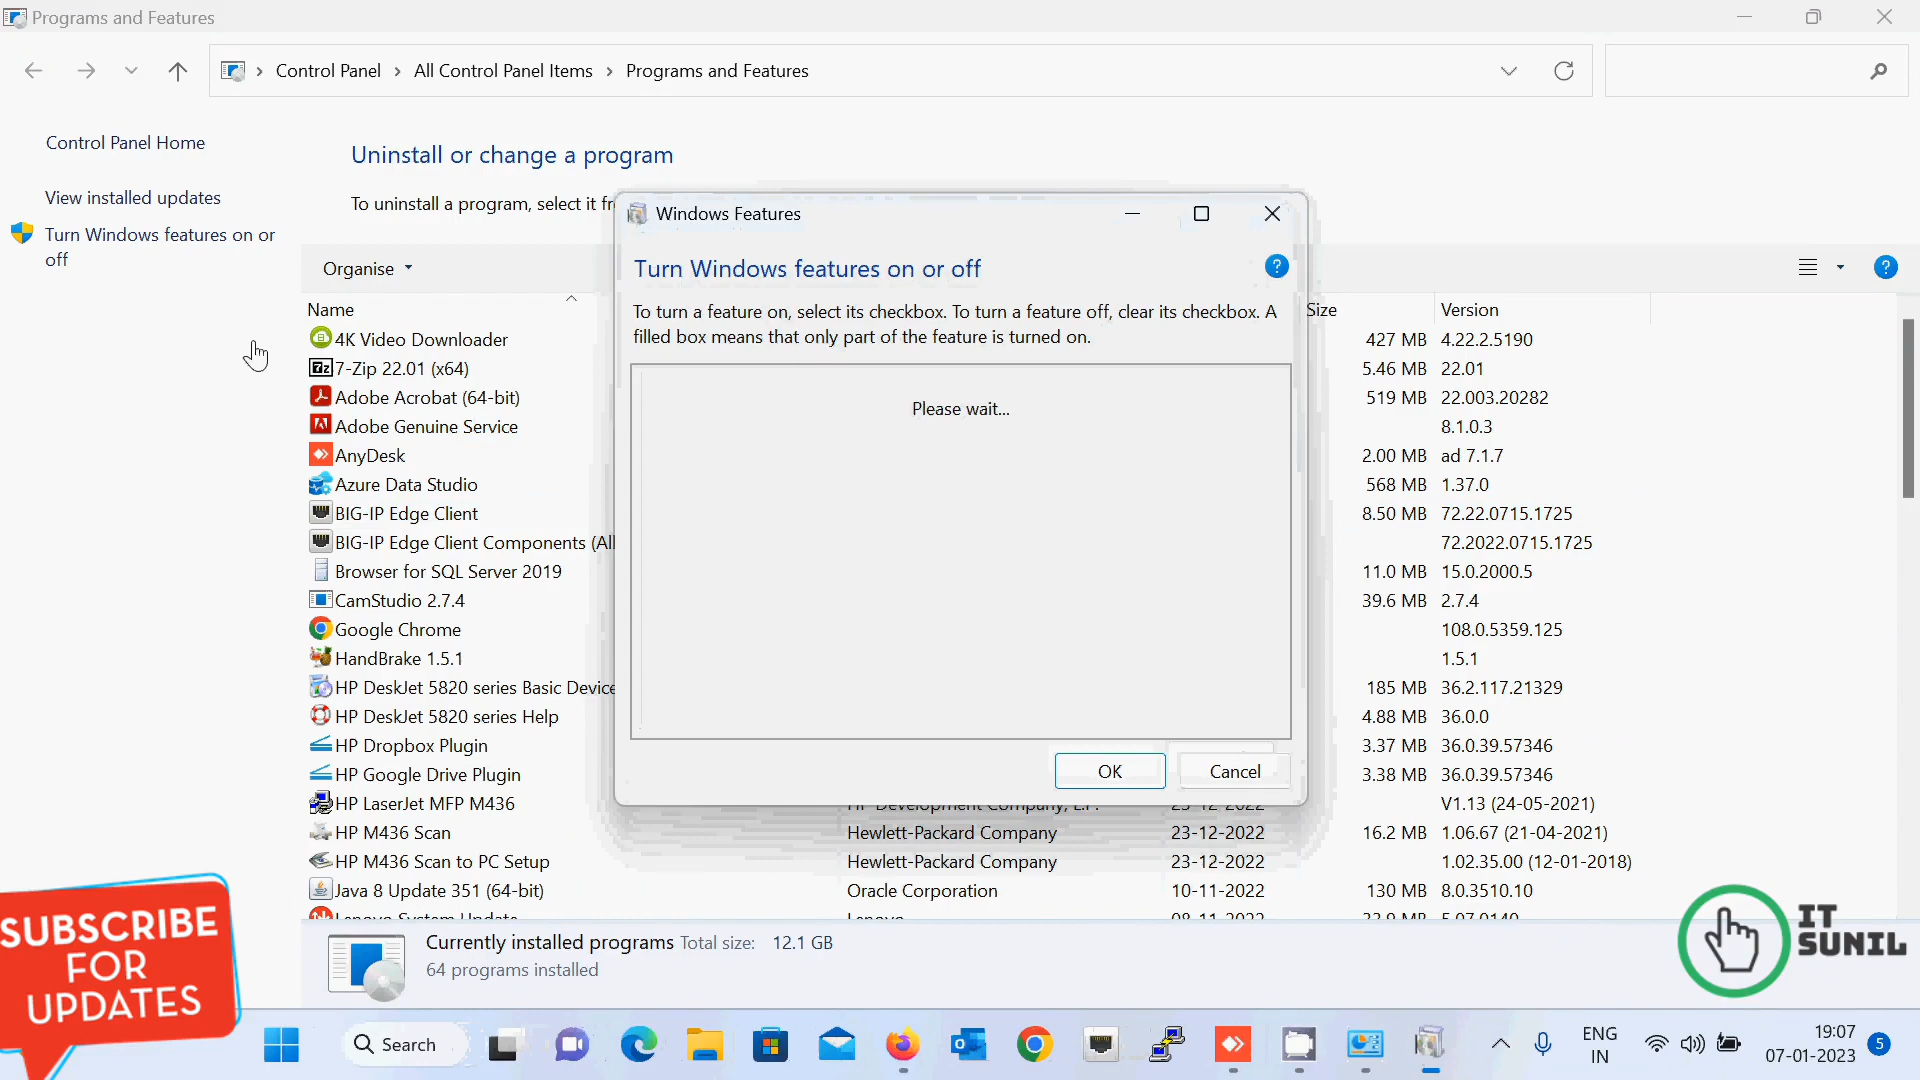 Programs and Features
Control Panel > All Control Panel Items > Programs and Features
Control Panel Home
View installed updates
Turn Windows features on or
off
Uninstall or change a program
To uninstall a program, select it fr
Organise
Name
Size
Version
4K Video Downloader 427 MB 4.22.2.5190
7-Zip 22.01 (x64) 5.46 MB 22.01
Adobe Acrobat (64-bit) 519 MB 22.003.20282
Adobe Genuine Service 8.1.0.3
AnyDesk 2.00 MB ad 7.1.7
Azure Data Studio 568 MB 1.37.0
BIG-IP Edge Client 8.50 MB 72.22.0715.1725
BIG-IP Edge Client Components (All 72.2022.0715.1725
Browser for SQL Server 2019 11.0 MB 15.0.2000.5
CamStudio 2.7.4 39.6 MB 2.7.4
Google Chrome 108.0.5359.125
HandBrake 1.5.1 1.5.1
HP DeskJet 5820 series Basic Device 185 MB 36.2.117.21329
HP DeskJet 5820 series Help 4.88 MB 36.0.0
HP Dropbox Plugin 3.37 MB 36.0.39.57346
HP Google Drive Plugin 3.38 MB 36.0.39.57346
HP LaserJet MFP M436 HP Development Company, L.P. 23-12-2022 V1.13 (24-05-2021)
HP M436 Scan Hewlett-Packard Company 23-12-2022 16.2 MB 1.06.67 (21-04-2021)
HP M436 Scan to PC Setup Hewlett-Packard Company 23-12-2022 1.02.35.00 (12-01-2018)
Java 8 Update 351 (64-bit) Oracle Corporation 10-11-2022 130 MB 8.0.3510.10
Lenovo System Update Lenovo 08-11-2022 23.9 MB 5.07.0140
Windows Features
Turn Windows features on or off
?
To turn a feature on, select its checkbox. To turn a feature off, clear its checkbox. A
filled box means that only part of the feature is turned on.
Please wait...
OK
Cancel
Currently installed programs Total size: 12.1 GB
64 programs installed
SUBSCRIBE
FOR
UPDATES
IT
SUNIL
Search
ENG
IN
19:07
07-01-2023
5